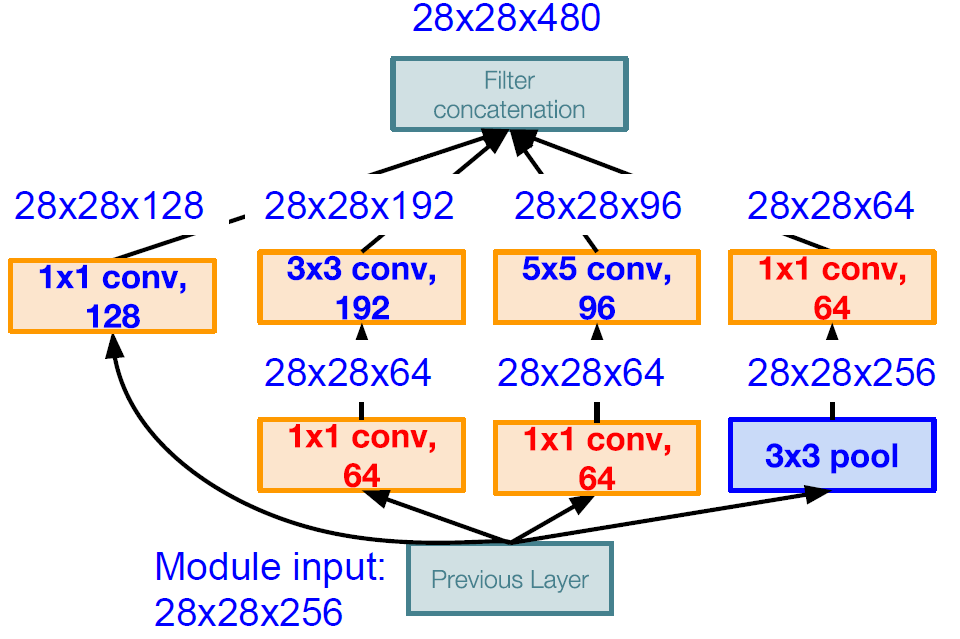 28x28x480
Filter
concatenation
28x28x128
28x28x192
28x28x96
28x28x64
1x1 conv,
128
3x3 conv,
192
5x5 conv,
96
1x1 conv,
64
28x28x64
28x28x64
28x28x256
1x1 conv,
64
1x1 conv,
64
3x3 pool
Module input:
28x28x256
Previous Layer